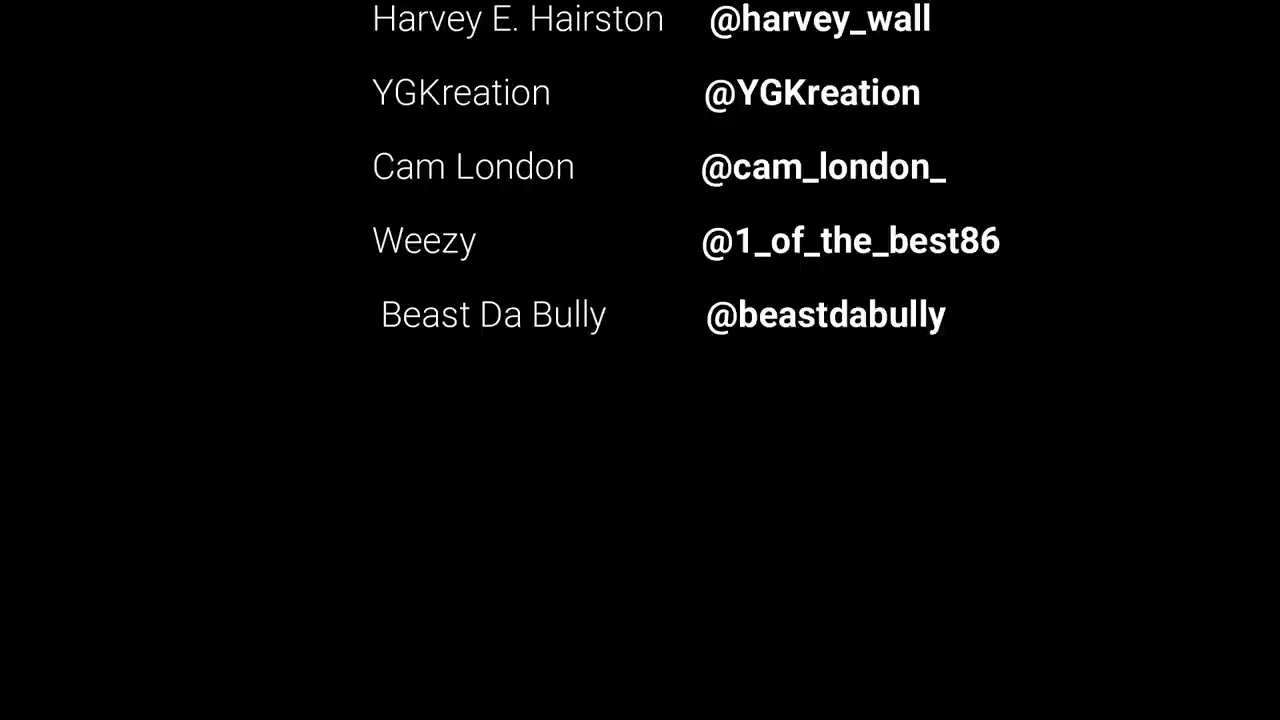 Harvey E. Hairston @harvey_wall
YGKreation @YGKreation
Cam London @cam_london_
Weezy @1_of_the_best86
Beast Da Bully @beastdabully